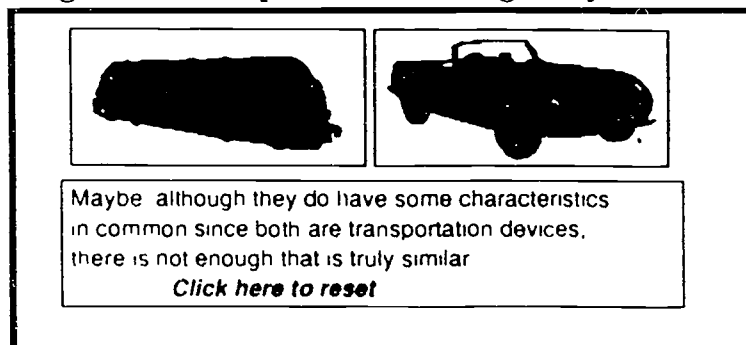 Maybe although they do have some characteristics
in common since both are transportation devices,
there is not enough that is truly similar
Click here to reset